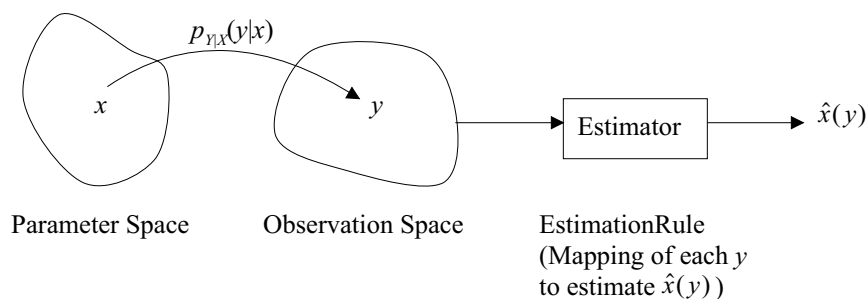 p_{Y|X}(y|x)
x
y
Estimator
x̂(y)
Parameter Space
Observation Space
EstimationRule
(Mapping of each y
to estimate x̂(y) )